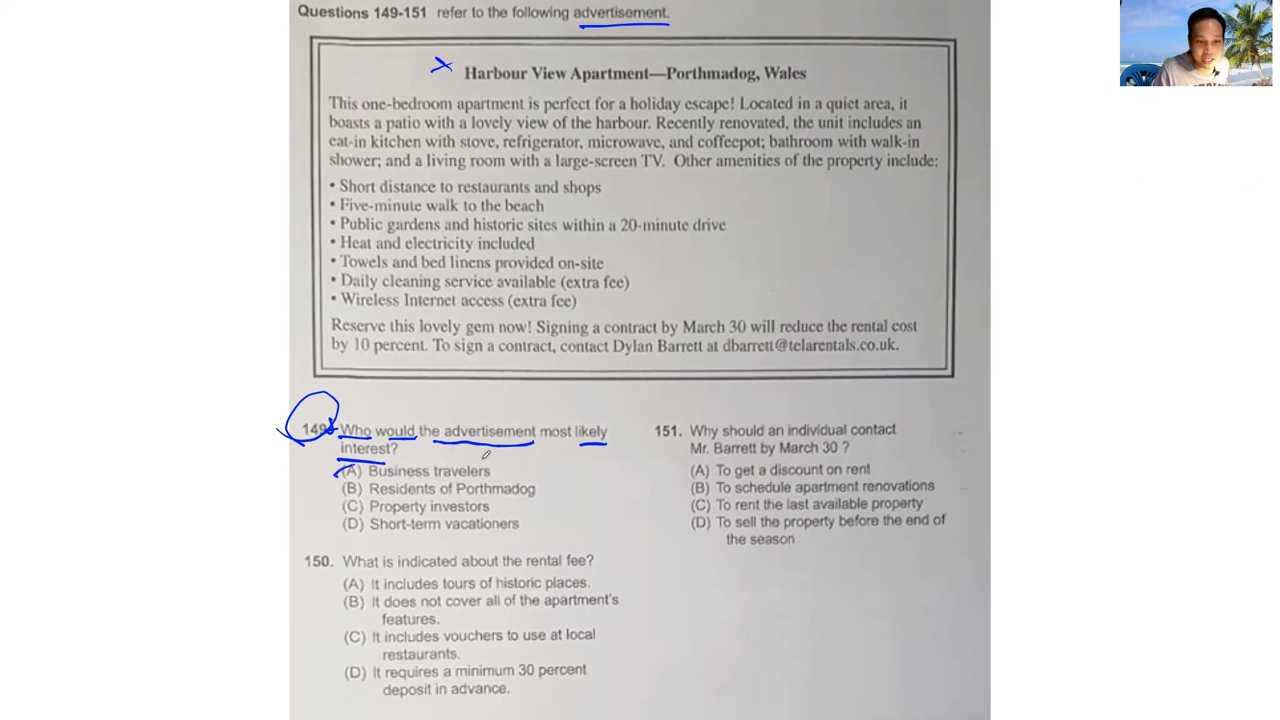 Questions 149-151 refer to the following advertisement.
Harbour View Apartment—Porthmadog, Wales
This one-bedroom apartment is perfect for a holiday escape! Located in a quiet area, it
boasts a patio with a lovely view of the harbour. Recently renovated, the unit includes an
eat-in kitchen with stove, refrigerator, microwave, and coffeepot; bathroom with walk-in
shower; and a living room with a large-screen TV. Other amenities of the property include:
• Short distance to restaurants and shops
• Five-minute walk to the beach
• Public gardens and historic sites within a 20-minute drive
• Heat and electricity included
• Towels and bed linens provided on-site
• Daily cleaning service available (extra fee)
• Wireless Internet access (extra fee)
Reserve this lovely gem now! Signing a contract by March 30 will reduce the rental cost
by 10 percent. To sign a contract, contact Dylan Barrett at dbarrett@telarentals.co.uk.
149. Who would the advertisement most likely
interest?
(A) Business travelers
(B) Residents of Porthmadog
(C) Property investors
(D) Short-term vacationers
150. What is indicated about the rental fee?
(A) It includes tours of historic places.
(B) It does not cover all of the apartment's
features.
(C) It includes vouchers to use at local
restaurants.
(D) It requires a minimum 30 percent
deposit in advance.
151. Why should an individual contact
Mr. Barrett by March 30 ?
(A) To get a discount on rent
(B) To schedule apartment renovations
(C) To rent the last available property
(D) To sell the property before the end of
the season